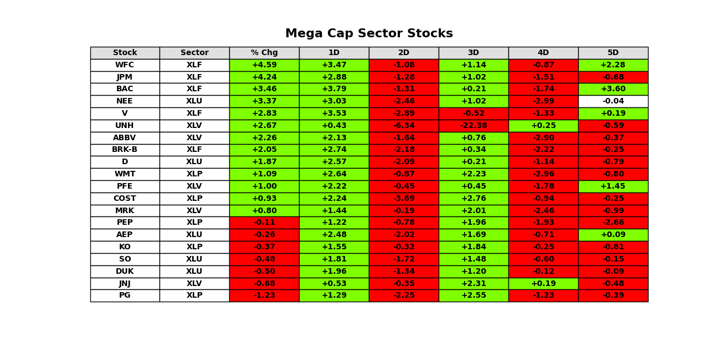 Mega Cap Sector Stocks
Stock Sector % Chg 1D 2D 3D 4D 5D
WFC XLF +4.59 +3.47 -1.08 +1.14 -0.87 +2.28
JPM XLF +4.24 +2.88 -1.28 +1.02 -1.51 -0.68
BAC XLF +3.46 +3.79 -1.31 +0.21 -1.74 +3.60
NEE XLU +3.37 +3.03 -2.46 +1.02 -2.99 -0.04
V XLF +2.83 +3.53 -2.89 -0.52 -1.33 +0.19
UNH XLV +2.67 +0.43 -6.34 -22.38 +0.25 -0.59
ABBV XLV +2.26 +2.13 -1.64 +0.76 -2.90 -0.37
BRK-B XLF +2.05 +2.74 -2.18 +0.34 -2.22 -0.25
D XLU +1.87 +2.57 -2.09 +0.21 -1.14 -0.79
WMT XLP +1.09 +2.64 -0.87 +2.23 -2.96 -0.60
PFE XLV +1.00 +2.22 -0.45 +0.45 -1.78 +1.45
COST XLP +0.93 +2.24 -3.69 +2.76 -0.94 -0.25
MRK XLV +0.80 +1.44 -0.19 +2.01 -2.46 -0.99
PEP XLP -0.11 +1.22 -0.78 +1.96 -1.93 -2.66
AEP XLU -0.26 +2.48 -2.02 +1.69 -0.71 +0.09
KO XLP -0.37 +1.55 -0.32 +1.84 -0.25 -0.81
SO XLU -0.48 +1.81 -1.72 +1.48 -0.60 -0.15
DUK XLU -0.50 +1.96 -1.34 +1.20 -0.12 -0.09
JNJ XLV -0.68 +0.53 -0.35 +2.31 +0.19 -0.48
PG XLP -1.23 +1.29 -2.25 +2.55 -1.23 -0.39